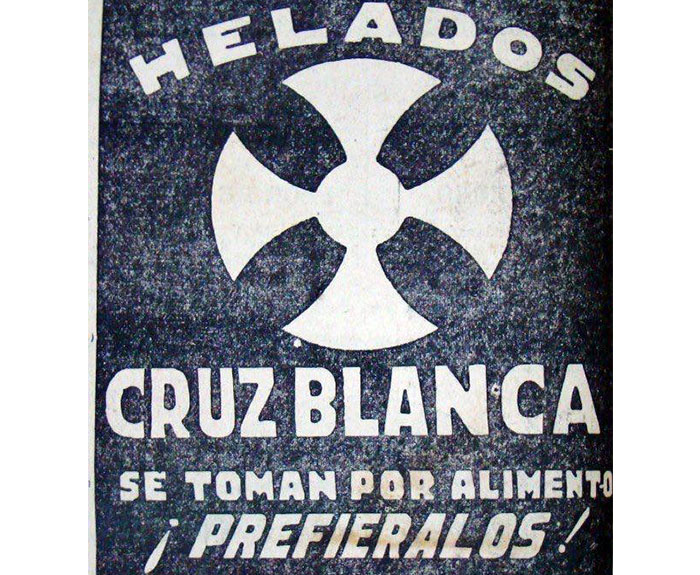 HELADOS
CRUZ BLANCA
SE TOMAN POR ALIMENTO
¡PREFIERALOS!